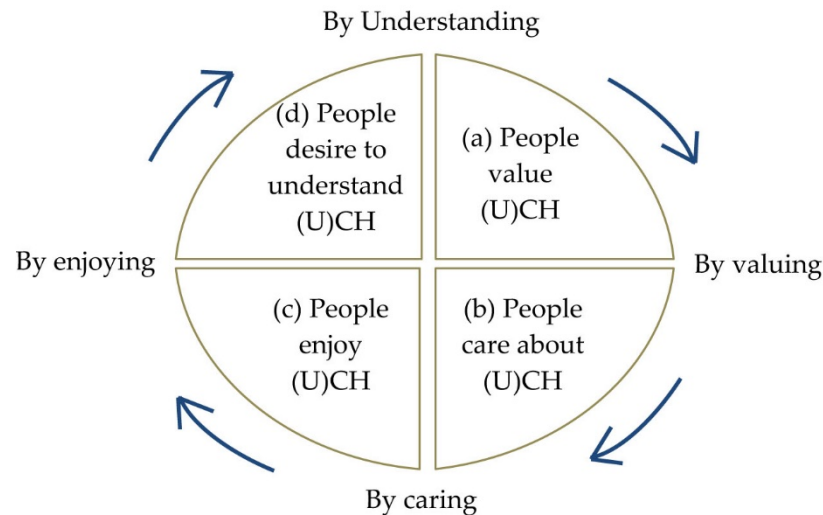 By Understanding
(d) People
desire to
understand
(U)CH
(a) People
value
(U)CH
By enjoying
By valuing
(c) People
enjoy
(U)CH
(b) People
care about
(U)CH
By caring